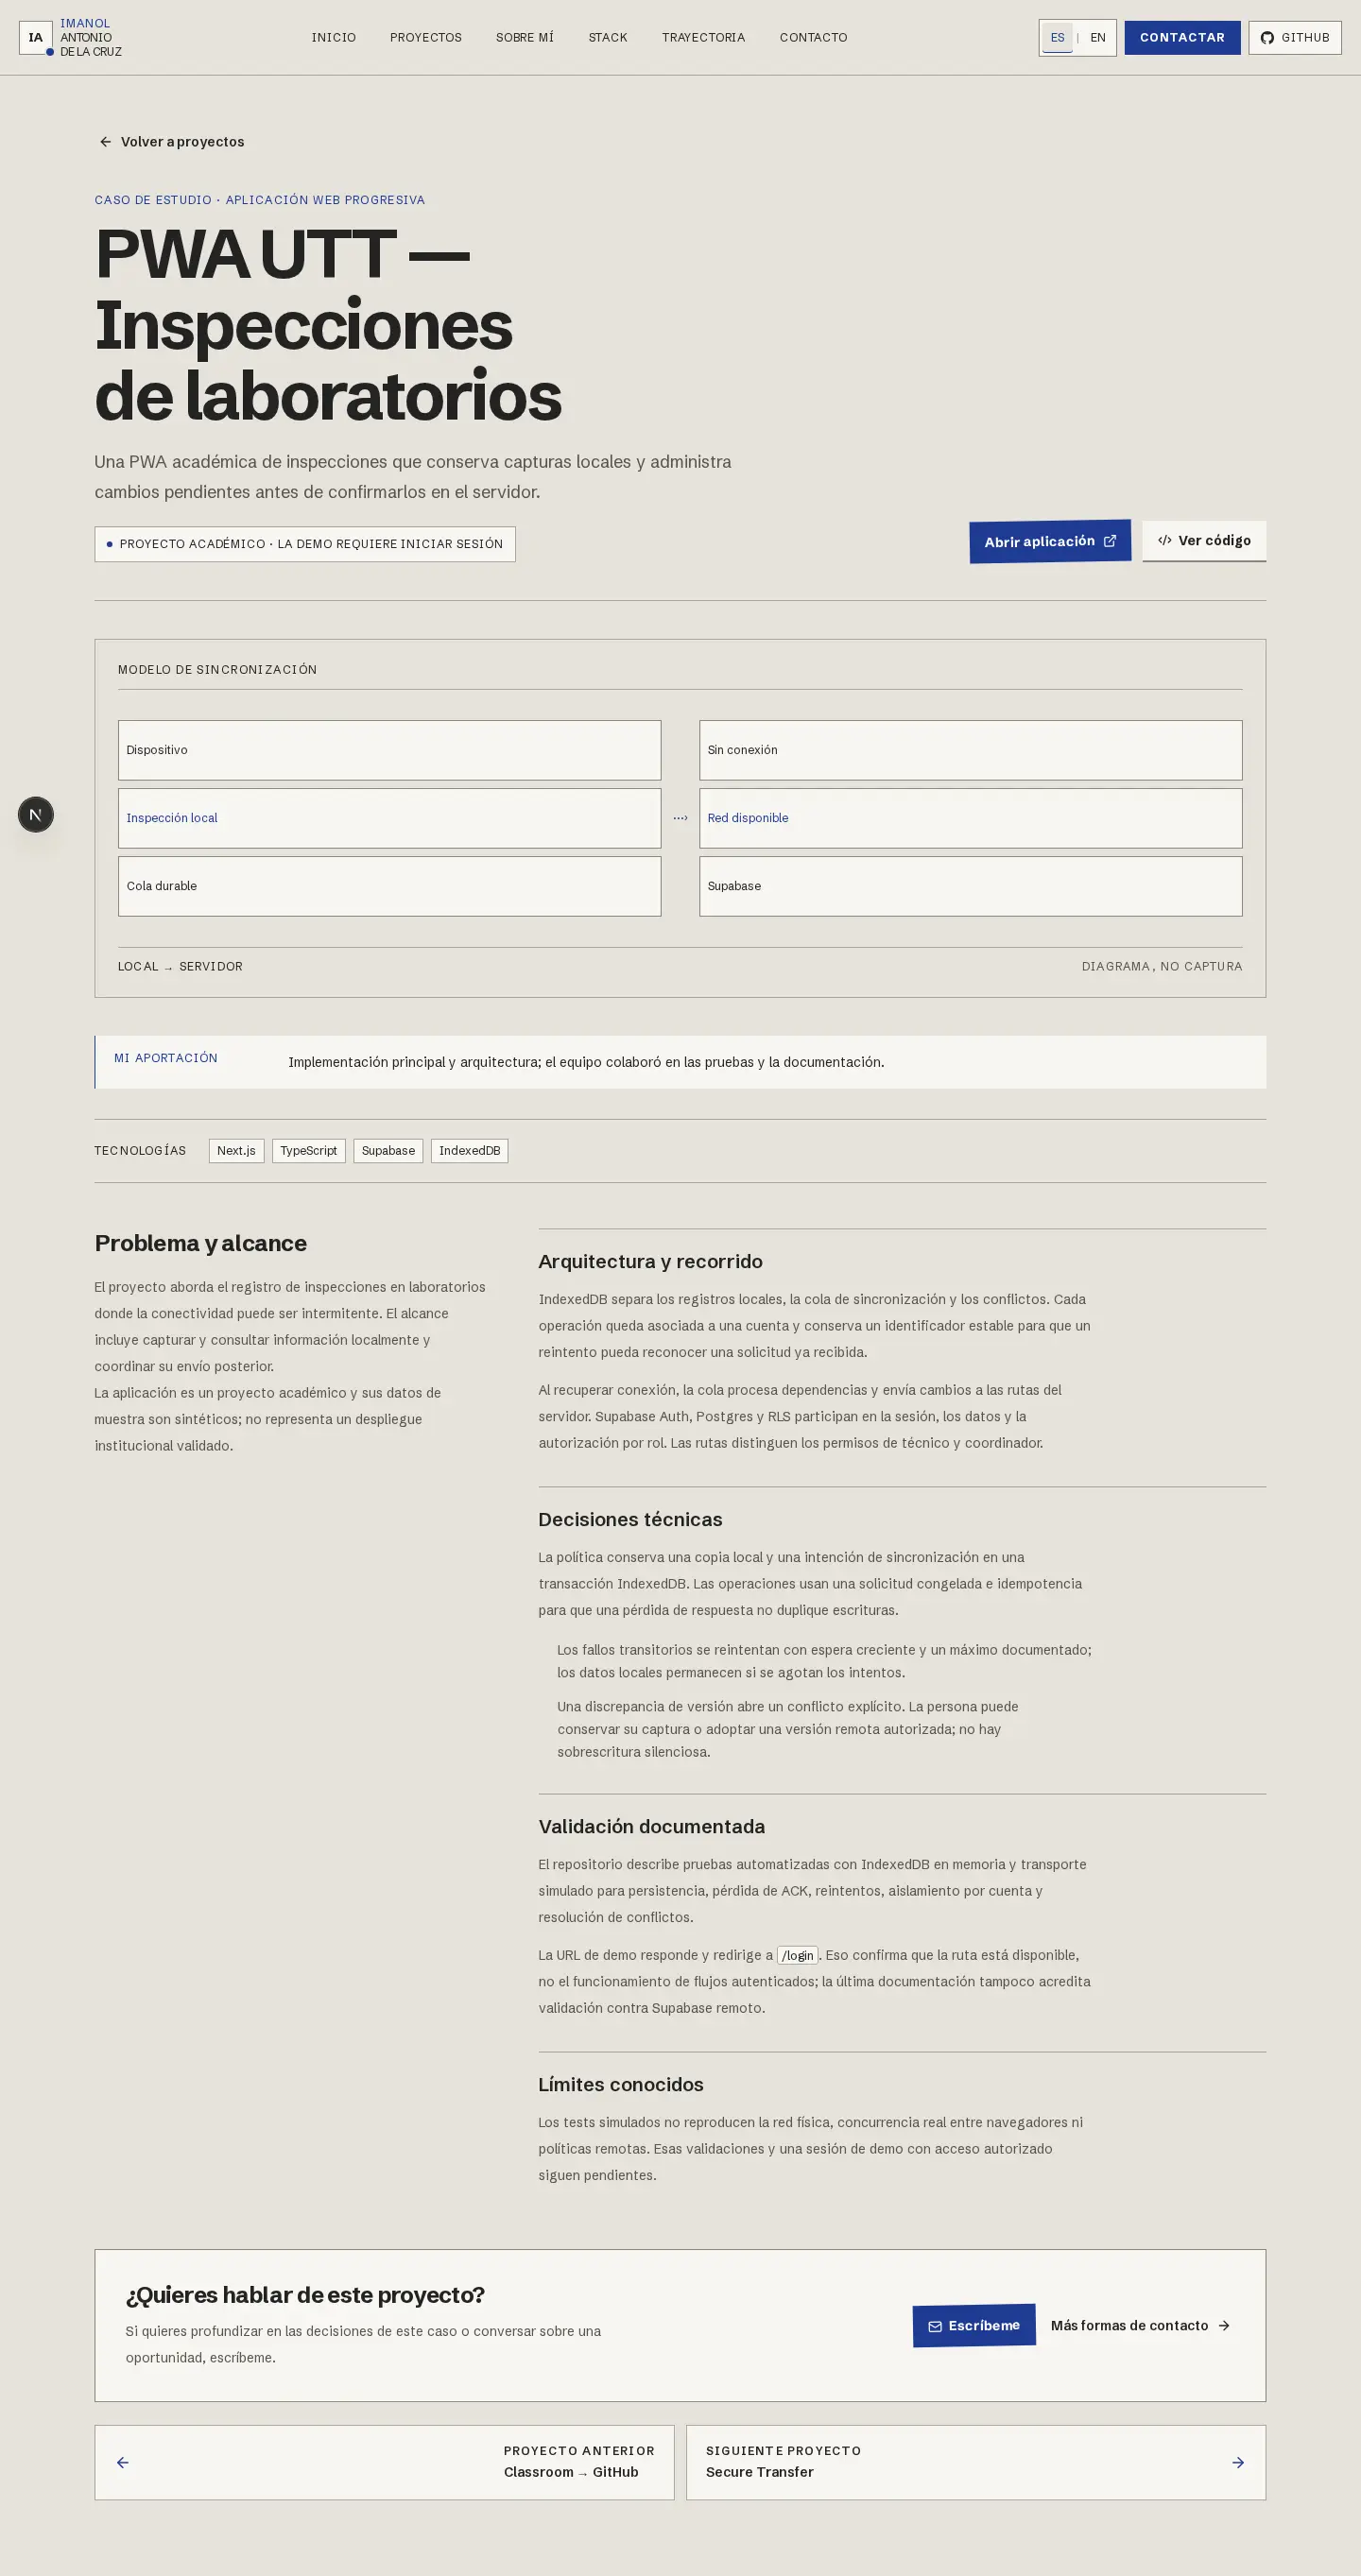 IA
IMANOL
ANTONIO
DE LA CRUZ
INICIO
PROYECTOS
SOBRE MÍ
STACK
TRAYECTORIA
CONTACTO
ES | EN
CONTACTAR
GITHUB
← Volver a proyectos
CASO DE ESTUDIO · APLICACIÓN WEB PROGRESIVA
PWA UTT —
Inspecciones
de laboratorios
Una PWA académica de inspecciones que conserva capturas locales y administra
cambios pendientes antes de confirmarlos en el servidor.
PROYECTO ACADÉMICO · LA DEMO REQUIERE INICIAR SESIÓN
Abrir aplicación
Ver código
MODELO DE SINCRONIZACIÓN
Dispositivo
Sin conexión
Inspección local
Red disponible
Cola durable
Supabase
LOCAL → SERVIDOR
DIAGRAMA, NO CAPTURA
N
MI APORTACIÓN
Implementación principal y arquitectura; el equipo colaboró en las pruebas y la documentación.
TECNOLOGÍAS
Next.js
TypeScript
Supabase
IndexedDB
Problema y alcance
El proyecto aborda el registro de inspecciones en laboratorios
donde la conectividad puede ser intermitente. El alcance
incluye capturar y consultar información localmente y
coordinar su envío posterior.
La aplicación es un proyecto académico y sus datos de
muestra son sintéticos; no representa un despliegue
institucional validado.
Arquitectura y recorrido
IndexedDB separa los registros locales, la cola de sincronización y los conflictos. Cada
operación queda asociada a una cuenta y conserva un identificador estable para que un
reintento pueda reconocer una solicitud ya recibida.
Al recuperar conexión, la cola procesa dependencias y envía cambios a las rutas del
servidor. Supabase Auth, Postgres y RLS participan en la sesión, los datos y la
autorización por rol. Las rutas distinguen los permisos de técnico y coordinador.
Decisiones técnicas
La política conserva una copia local y una intención de sincronización en una
transacción IndexedDB. Las operaciones usan una solicitud congelada e idempotencia
para que una pérdida de respuesta no duplique escrituras.
Los fallos transitorios se reintentan con espera creciente y un máximo documentado;
los datos locales permanecen si se agotan los intentos.
Una discrepancia de versión abre un conflicto explícito. La persona puede
conservar su captura o adoptar una versión remota autorizada; no hay
sobrescritura silenciosa.
Validación documentada
El repositorio describe pruebas automatizadas con IndexedDB en memoria y transporte
simulado para persistencia, pérdida de ACK, reintentos, aislamiento por cuenta y
resolución de conflictos.
La URL de demo responde y redirige a /login. Eso confirma que la ruta está disponible,
no el funcionamiento de flujos autenticados; la última documentación tampoco acredita
validación contra Supabase remoto.
Límites conocidos
Los tests simulados no reproducen la red física, concurrencia real entre navegadores ni
políticas remotas. Esas validaciones y una sesión de demo con acceso autorizado
siguen pendientes.
¿Quieres hablar de este proyecto?
Si quieres profundizar en las decisiones de este caso o conversar sobre una
oportunidad, escríbeme.
Escríbeme
Más formas de contacto →
← PROYECTO ANTERIOR
Classroom → GitHub
SIGUIENTE PROYECTO →
Secure Transfer